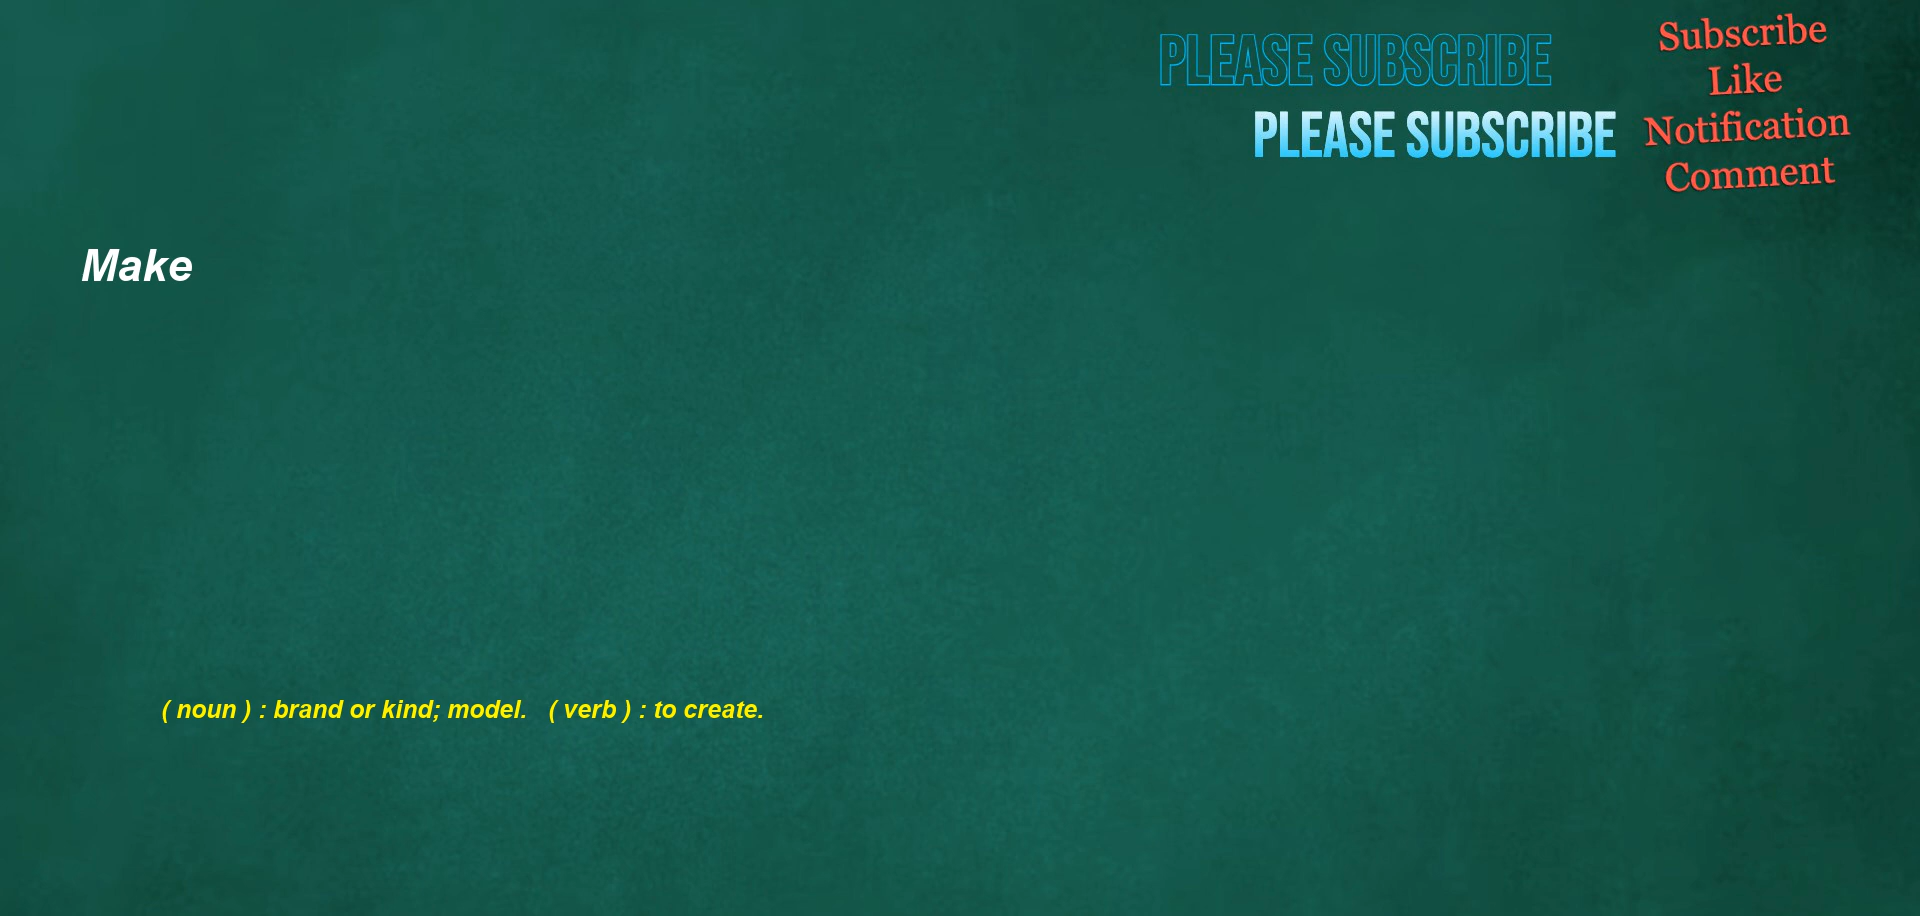 PLEASE SUBSCRIBE
PLEASE SUBSCRIBE
Subscribe
Like
Notification
Comment
Make
( noun ) : brand or kind; model.   ( verb ) : to create.